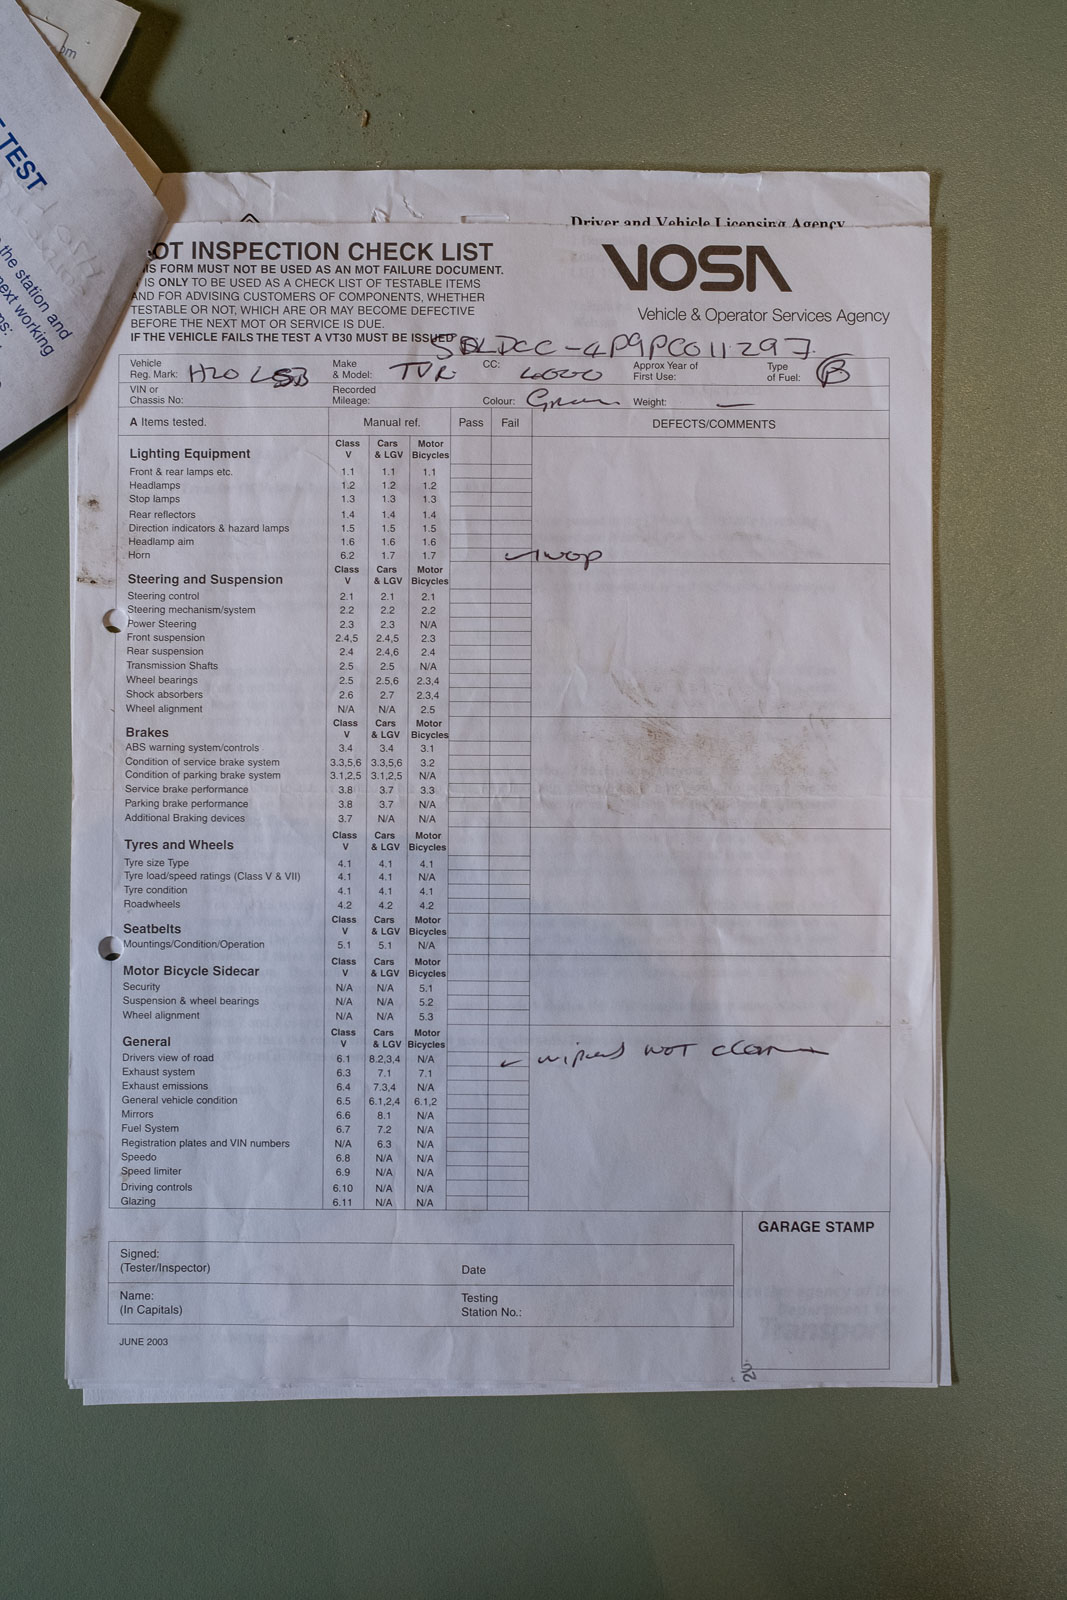 om
TEST
the station and
next working
Driver and Vehicle Licensing Agency
OT INSPECTION CHECK LIST
IS FORM MUST NOT BE USED AS AN MOT FAILURE DOCUMENT.
IS ONLY TO BE USED AS A CHECK LIST OF TESTABLE ITEMS
AND FOR ADVISING CUSTOMERS OF COMPONENTS, WHETHER
TESTABLE OR NOT, WHICH ARE OR MAY BECOME DEFECTIVE
BEFORE THE NEXT MOT OR SERVICE IS DUE.
IF THE VEHICLE FAILS THE TEST A VT30 MUST BE ISSUED
VOSA
Vehicle & Operator Services Agency
Vehicle Reg. Mark: H20 LSB Make & Model: TVR CC: 4000 Approx Year of First Use: Type of Fuel: P
VIN or Chassis No: Recorded Mileage: Colour: Green Weight: —
A Items tested. Manual ref. Pass Fail DEFECTS/COMMENTS
Lighting Equipment Class V Cars & LGV Motor Bicycles
Front & rear lamps etc. 1.1 1.1 1.1
Headlamps 1.2 1.2 1.2
Stop lamps 1.3 1.3 1.3
Rear reflectors 1.4 1.4 1.4
Direction indicators & hazard lamps 1.5 1.5 1.5
Headlamp aim 1.6 1.6 1.6
Horn 6.2 1.7 1.7 ✓ Inop
Steering and Suspension Class V Cars & LGV Motor Bicycles
Steering control 2.1 2.1 2.1
Steering mechanism/system 2.2 2.2 2.2
Power Steering 2.3 2.3 N/A
Front suspension 2.4,5 2.4,5 2.3
Rear suspension 2.4 2.4,6 2.4
Transmission Shafts 2.5 2.5 N/A
Wheel bearings 2.5 2.5,6 2.3,4
Shock absorbers 2.6 2.7 2.3,4
Wheel alignment N/A N/A 2.5
Brakes Class V Cars & LGV Motor Bicycles
ABS warning system/controls 3.4 3.4 3.1
Condition of service brake system 3.3,5,6 3.3,5,6 3.2
Condition of parking brake system 3.1,2,5 3.1,2,5 N/A
Service brake performance 3.8 3.7 3.3
Parking brake performance 3.8 3.7 N/A
Additional Braking devices 3.7 N/A N/A
Tyres and Wheels Class V Cars & LGV Motor Bicycles
Tyre size Type 4.1 4.1 4.1
Tyre load/speed ratings (Class V & VII) 4.1 4.1 N/A
Tyre condition 4.1 4.1 4.1
Roadwheels 4.2 4.2 4.2
Seatbelts Class V Cars & LGV Motor Bicycles
Mountings/Condition/Operation 5.1 5.1 N/A
Motor Bicycle Sidecar Class V Cars & LGV Motor Bicycles
Security N/A N/A 5.1
Suspension & wheel bearings N/A N/A 5.2
Wheel alignment N/A N/A 5.3
General Class V Cars & LGV Motor Bicycles
Drivers view of road 6.1 8.2,3,4 N/A ✓ wipers not clean
Exhaust system 6.3 7.1 7.1
Exhaust emissions 6.4 7.3,4 N/A
General vehicle condition 6.5 6.1,2,4 6.1,2
Mirrors 6.6 8.1 N/A
Fuel System 6.7 7.2 N/A
Registration plates and VIN numbers N/A 6.3 N/A
Speedo 6.8 N/A N/A
Speed limiter 6.9 N/A N/A
Driving controls 6.10 N/A N/A
Glazing 6.11 N/A N/A
GARAGE STAMP
Signed:
(Tester/Inspector) Date
Name:
(In Capitals)
Testing
Station No.:
JUNE 2003